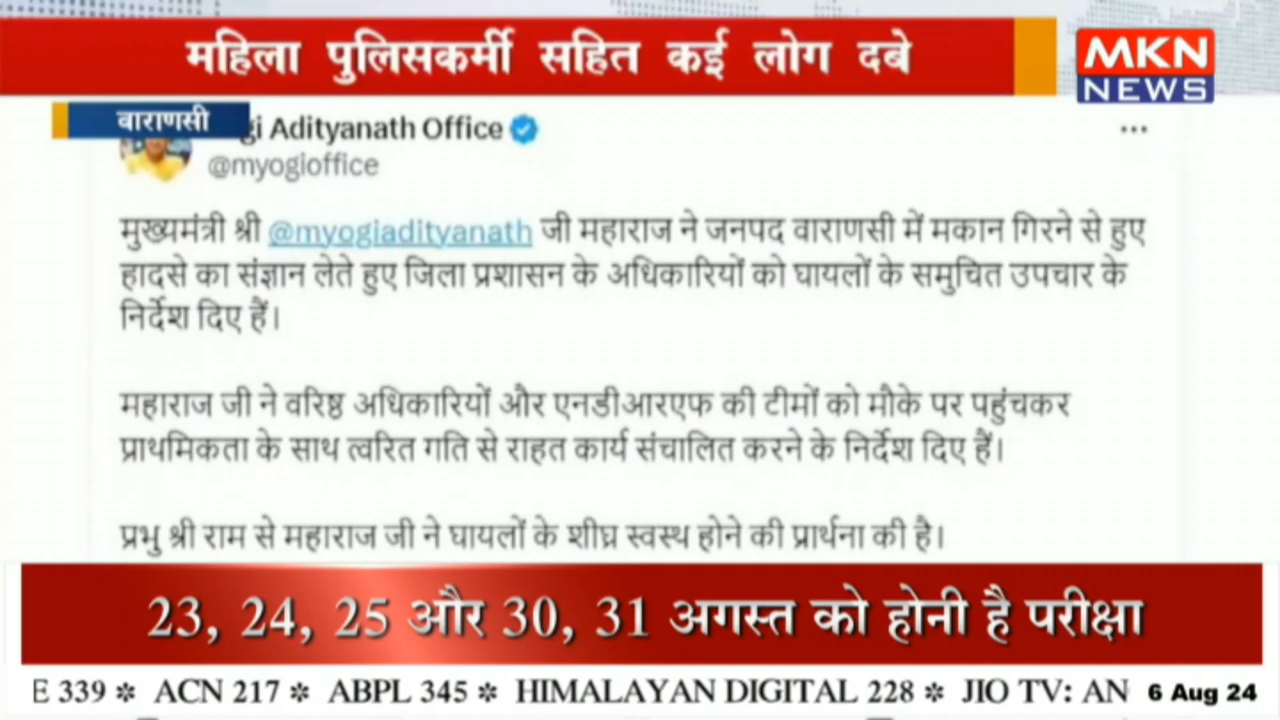 महिला पुलिसकर्मी सहित कई लोग दबे
MKN
NEWS
वाराणसी
gi Adityanath Office
@myogioffice
मुख्यमंत्री श्री @myogiadityanath जी महाराज ने जनपद वाराणसी में मकान गिरने से हुए
हादसे का संज्ञान लेते हुए जिला प्रशासन के अधिकारियों को घायलों के समुचित उपचार के
निर्देश दिए हैं।
महाराज जी ने वरिष्ठ अधिकारियों और एनडीआरएफ की टीमों को मौके पर पहुंचकर
प्राथमिकता के साथ त्वरित गति से राहत कार्य संचालित करने के निर्देश दिए हैं।
प्रभु श्री राम से महाराज जी ने घायलों के शीघ्र स्वस्थ होने की प्रार्थना की है।
23, 24, 25 और 30, 31 अगस्त को होनी है परीक्षा
E 339 ❇ ACN 217 ❇ ABPL 345 ❇ HIMALAYAN DIGITAL 228 ❇ JIO TV: AN 6 Aug 24